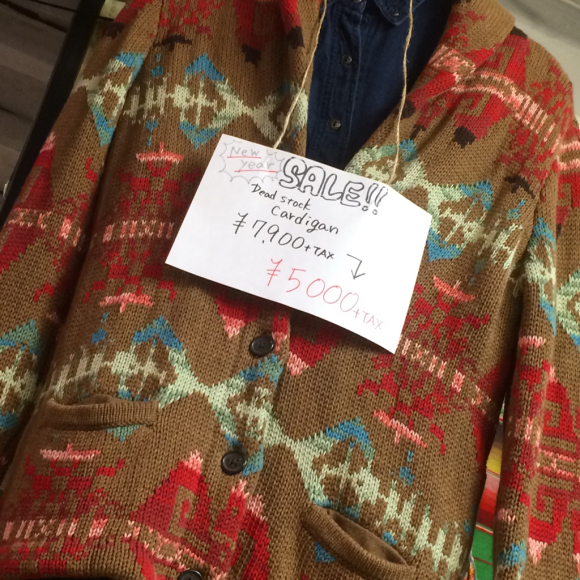 New
year
SALE!!
Dead stock
Cardigan
¥7,900+TAX
¥5000+TAX